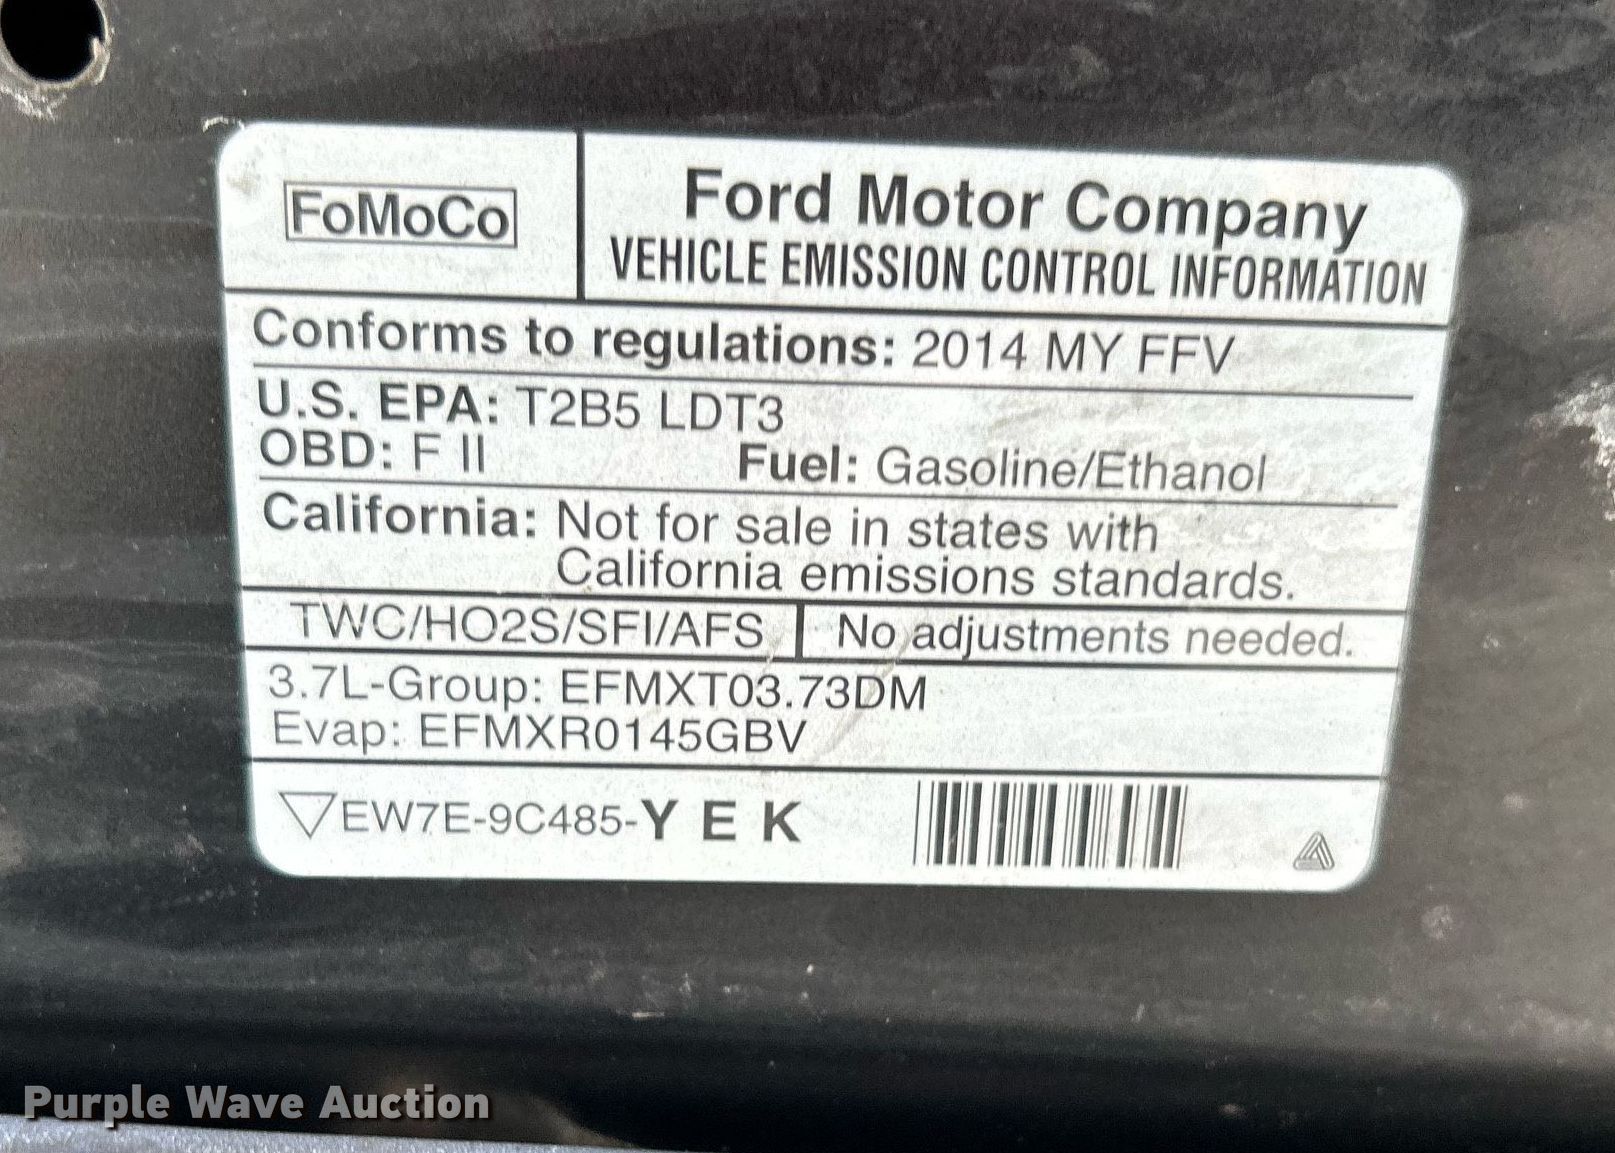 FoMoCo
Ford Motor Company
VEHICLE EMISSION CONTROL INFORMATION
Conforms to regulations: 2014 MY FFV
U.S. EPA: T2B5 LDT3
OBD: F II Fuel: Gasoline/Ethanol
California: Not for sale in states with
California emissions standards.
TWC/HO2S/SFI/AFS No adjustments needed.
3.7L-Group: EFMXT03.73DM
Evap: EFMXR0145GBV
EW7E-9C485-Y E K
Purple Wave Auction